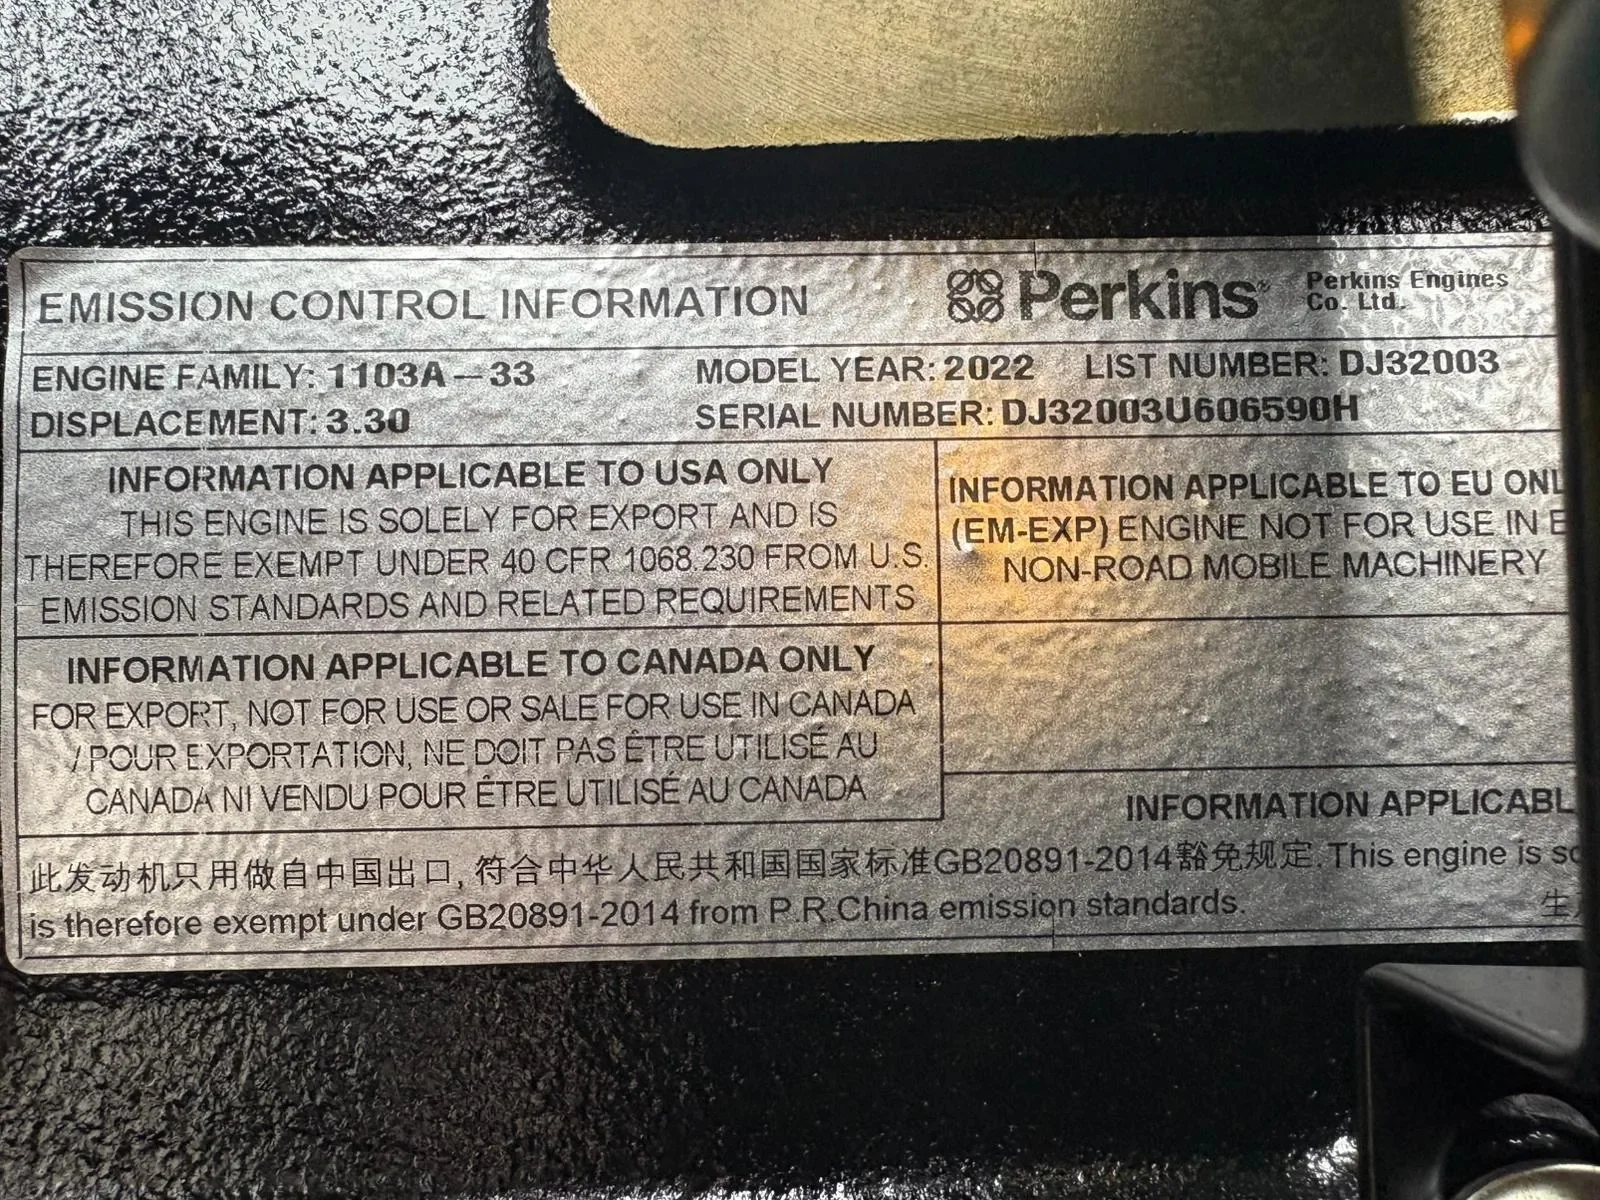 EMISSION CONTROL INFORMATION
Perkins
Perkins Engines
Co. Ltd.
ENGINE FAMILY: 1103A-33
MODEL YEAR: 2022
LIST NUMBER: DJ32003
DISPLACEMENT: 3.30
SERIAL NUMBER: DJ32003U606590H
INFORMATION APPLICABLE TO USA ONLY
THIS ENGINE IS SOLELY FOR EXPORT AND IS
THEREFORE EXEMPT UNDER 40 CFR 1068.230 FROM U.S.
EMISSION STANDARDS AND RELATED REQUIREMENTS
INFORMATION APPLICABLE TO EU ONL
(EM-EXP) ENGINE NOT FOR USE IN E
NON-ROAD MOBILE MACHINERY
INFORMATION APPLICABLE TO CANADA ONLY
FOR EXPORT, NOT FOR USE OR SALE FOR USE IN CANADA
/ POUR EXPORTATION, NE DOIT PAS ÊTRE UTILISÉ AU
CANADA NI VENDU POUR ÊTRE UTILISÉ AU CANADA
INFORMATION APPLICABL
此发动机只用做自中国出口, 符合中华人民共和国国家标准GB20891-2014豁免规定. This engine is so
is therefore exempt under GB20891-2014 from P.R.China emission standards.
生